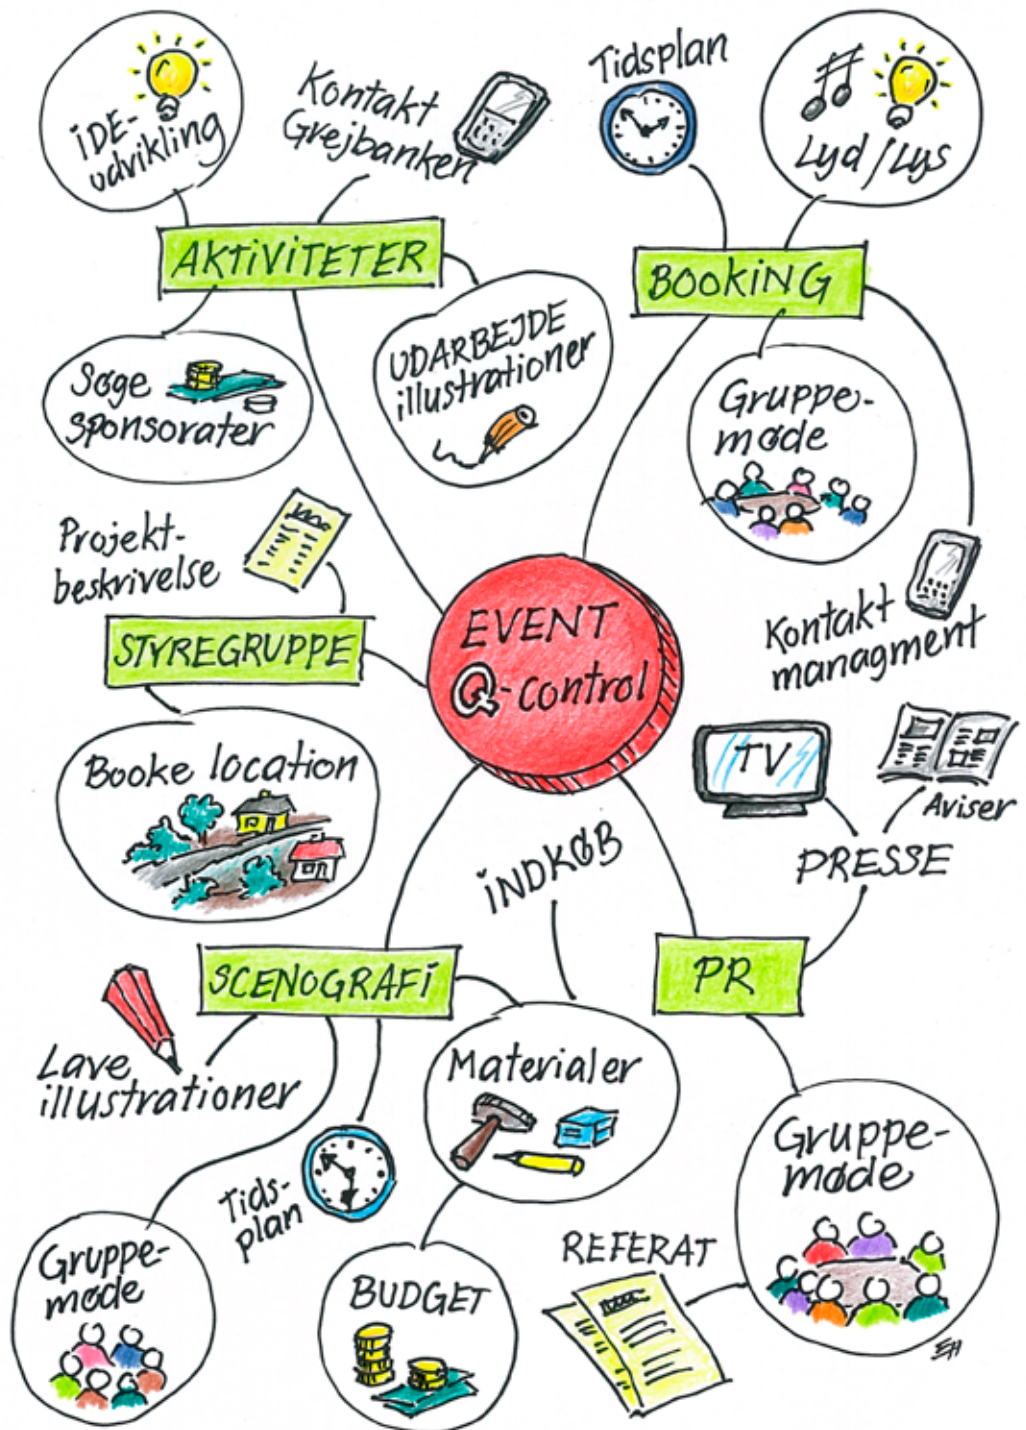 iDE-
udvikling
Kontakt
Grejbanken
Tidsplan
Lyd/Lys
AKTiViTETER
BOOKiNG
UDARBEJDE
illustrationer
Søge
sponsorater
Gruppe-
møde
Projekt-
beskrivelse
STYREGRUPPE
EVENT
Q-control
Kontakt
managment
Booke location
TV
Aviser
PRESSE
iNDKØB
SCENOGRAFi
PR
Lave
illustrationer
Materialer
Tids-
plan
Gruppe-
møde
Gruppe-
møde
BUDGET
REFERAT
EH